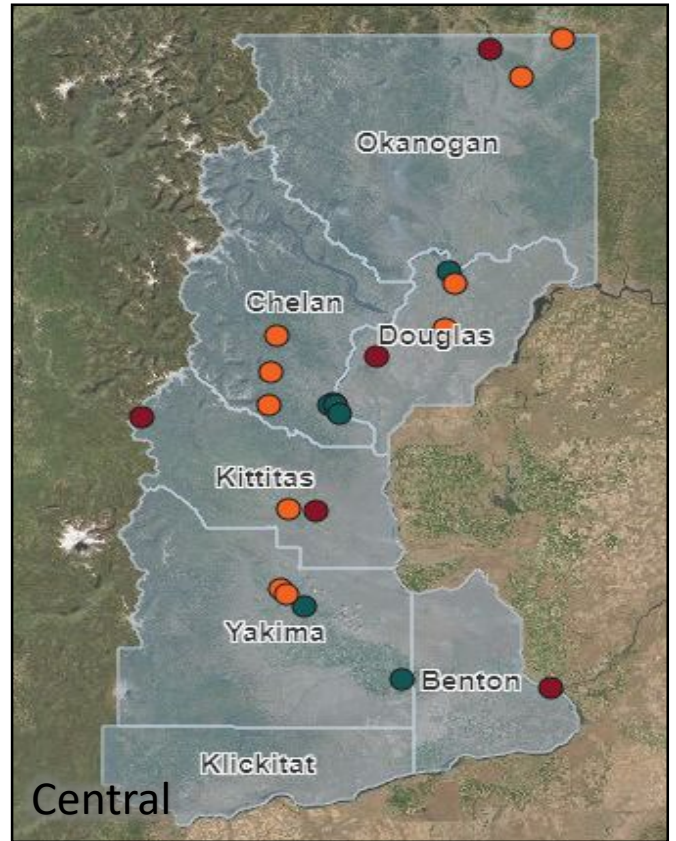 Okanogan
Chelan
Douglas
Kittitas
Yakima
Benton
Klickitat
Central